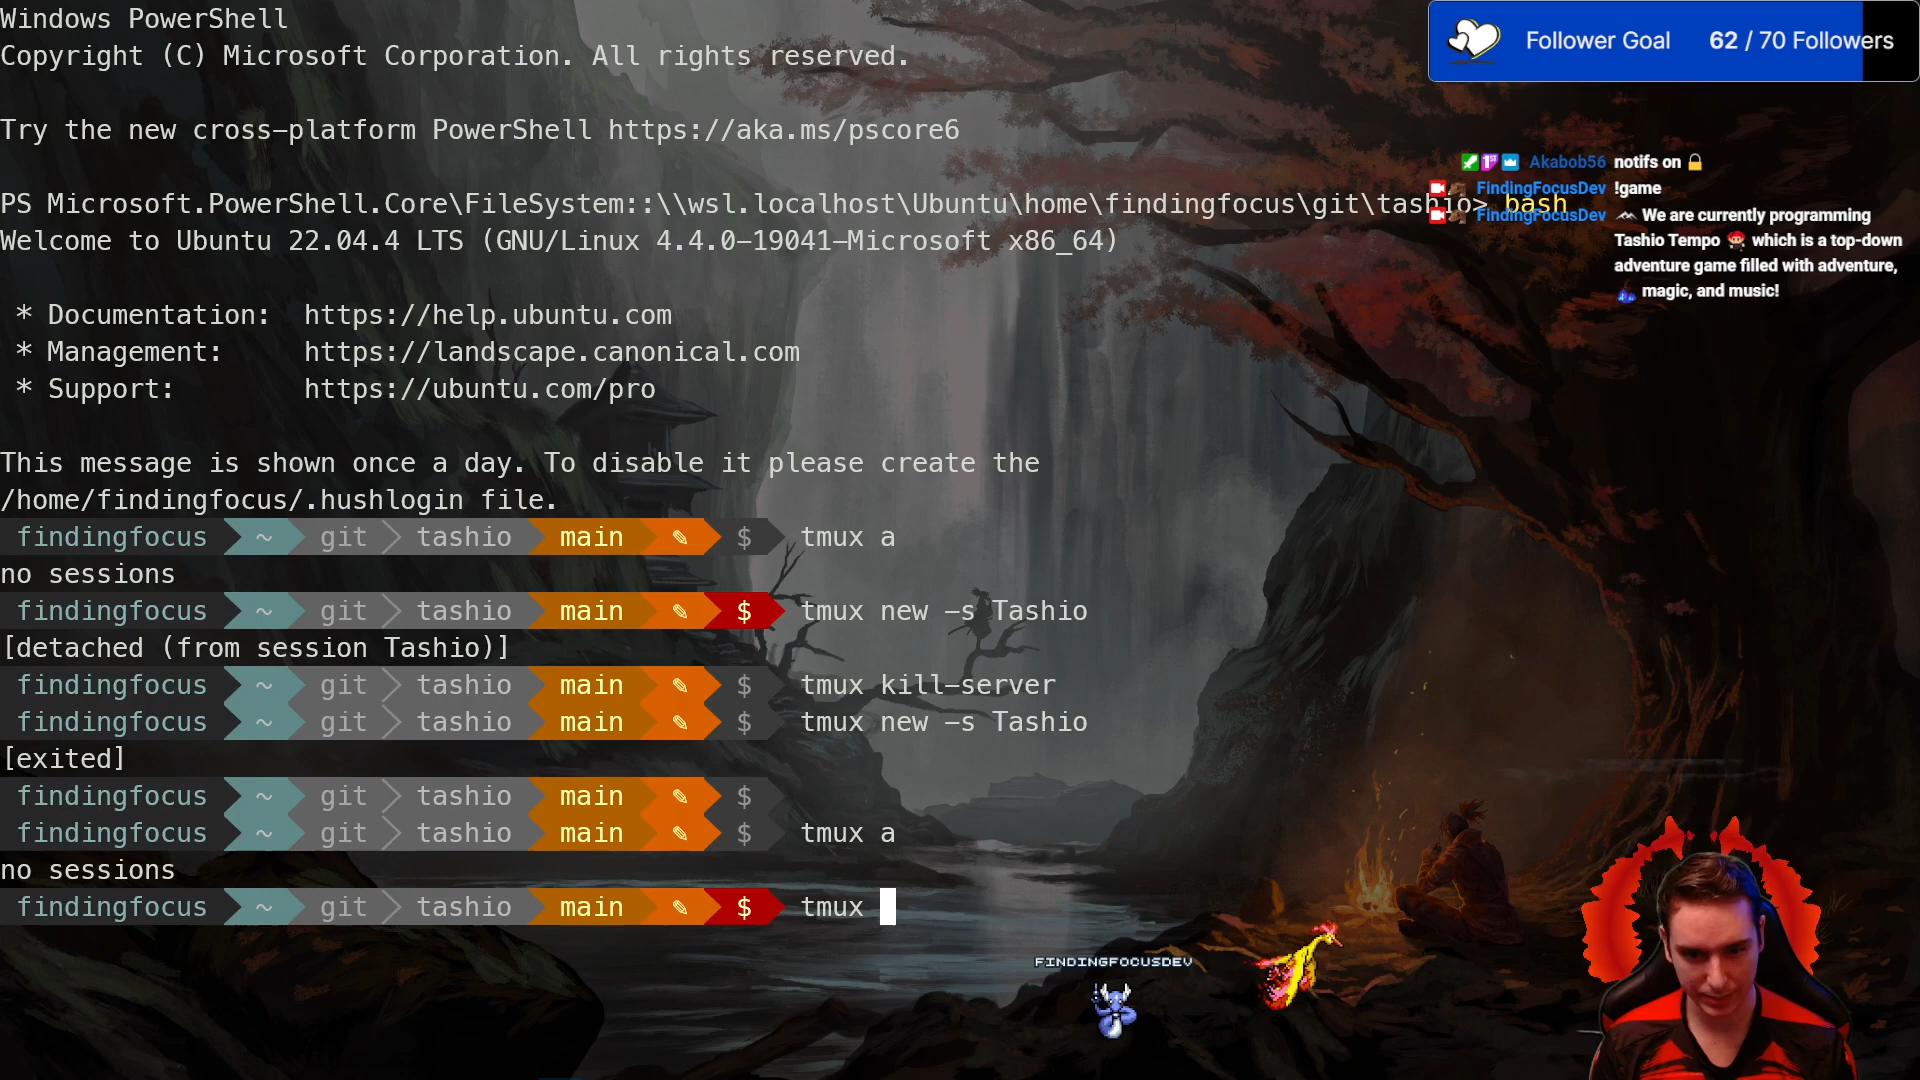 Windows PowerShell
Copyright (C) Microsoft Corporation. All rights reserved.
Try the new cross-platform PowerShell https://aka.ms/pscore6
PS Microsoft.PowerShell.Core\FileSystem::\\wsl.localhost\Ubuntu\home\findingfocus\git\tashio> bash
Welcome to Ubuntu 22.04.4 LTS (GNU/Linux 4.4.0-19041-Microsoft x86_64)
* Documentation: https://help.ubuntu.com
* Management: https://landscape.canonical.com
* Support: https://ubuntu.com/pro
This message is shown once a day. To disable it please create the
/home/findingfocus/.hushlogin file.
findingfocus ~ git tashio main ✎ $ tmux a
no sessions
findingfocus ~ git tashio main ✎ $ tmux new -s Tashio
[detached (from session Tashio)]
findingfocus ~ git tashio main ✎ $ tmux kill-server
findingfocus ~ git tashio main ✎ $ tmux new -s Tashio
[exited]
findingfocus ~ git tashio main ✎ $
findingfocus ~ git tashio main ✎ $ tmux a
no sessions
findingfocus ~ git tashio main ✎ $ tmux
Follower Goal 62 / 70 Followers
1ST Akabob56 notifs on 🔒
FindingFocusDev !game
FindingFocusDev We are currently programming
Tashio Tempo which is a top-down
adventure game filled with adventure,
magic, and music!
FINDINGFOCUSDEV